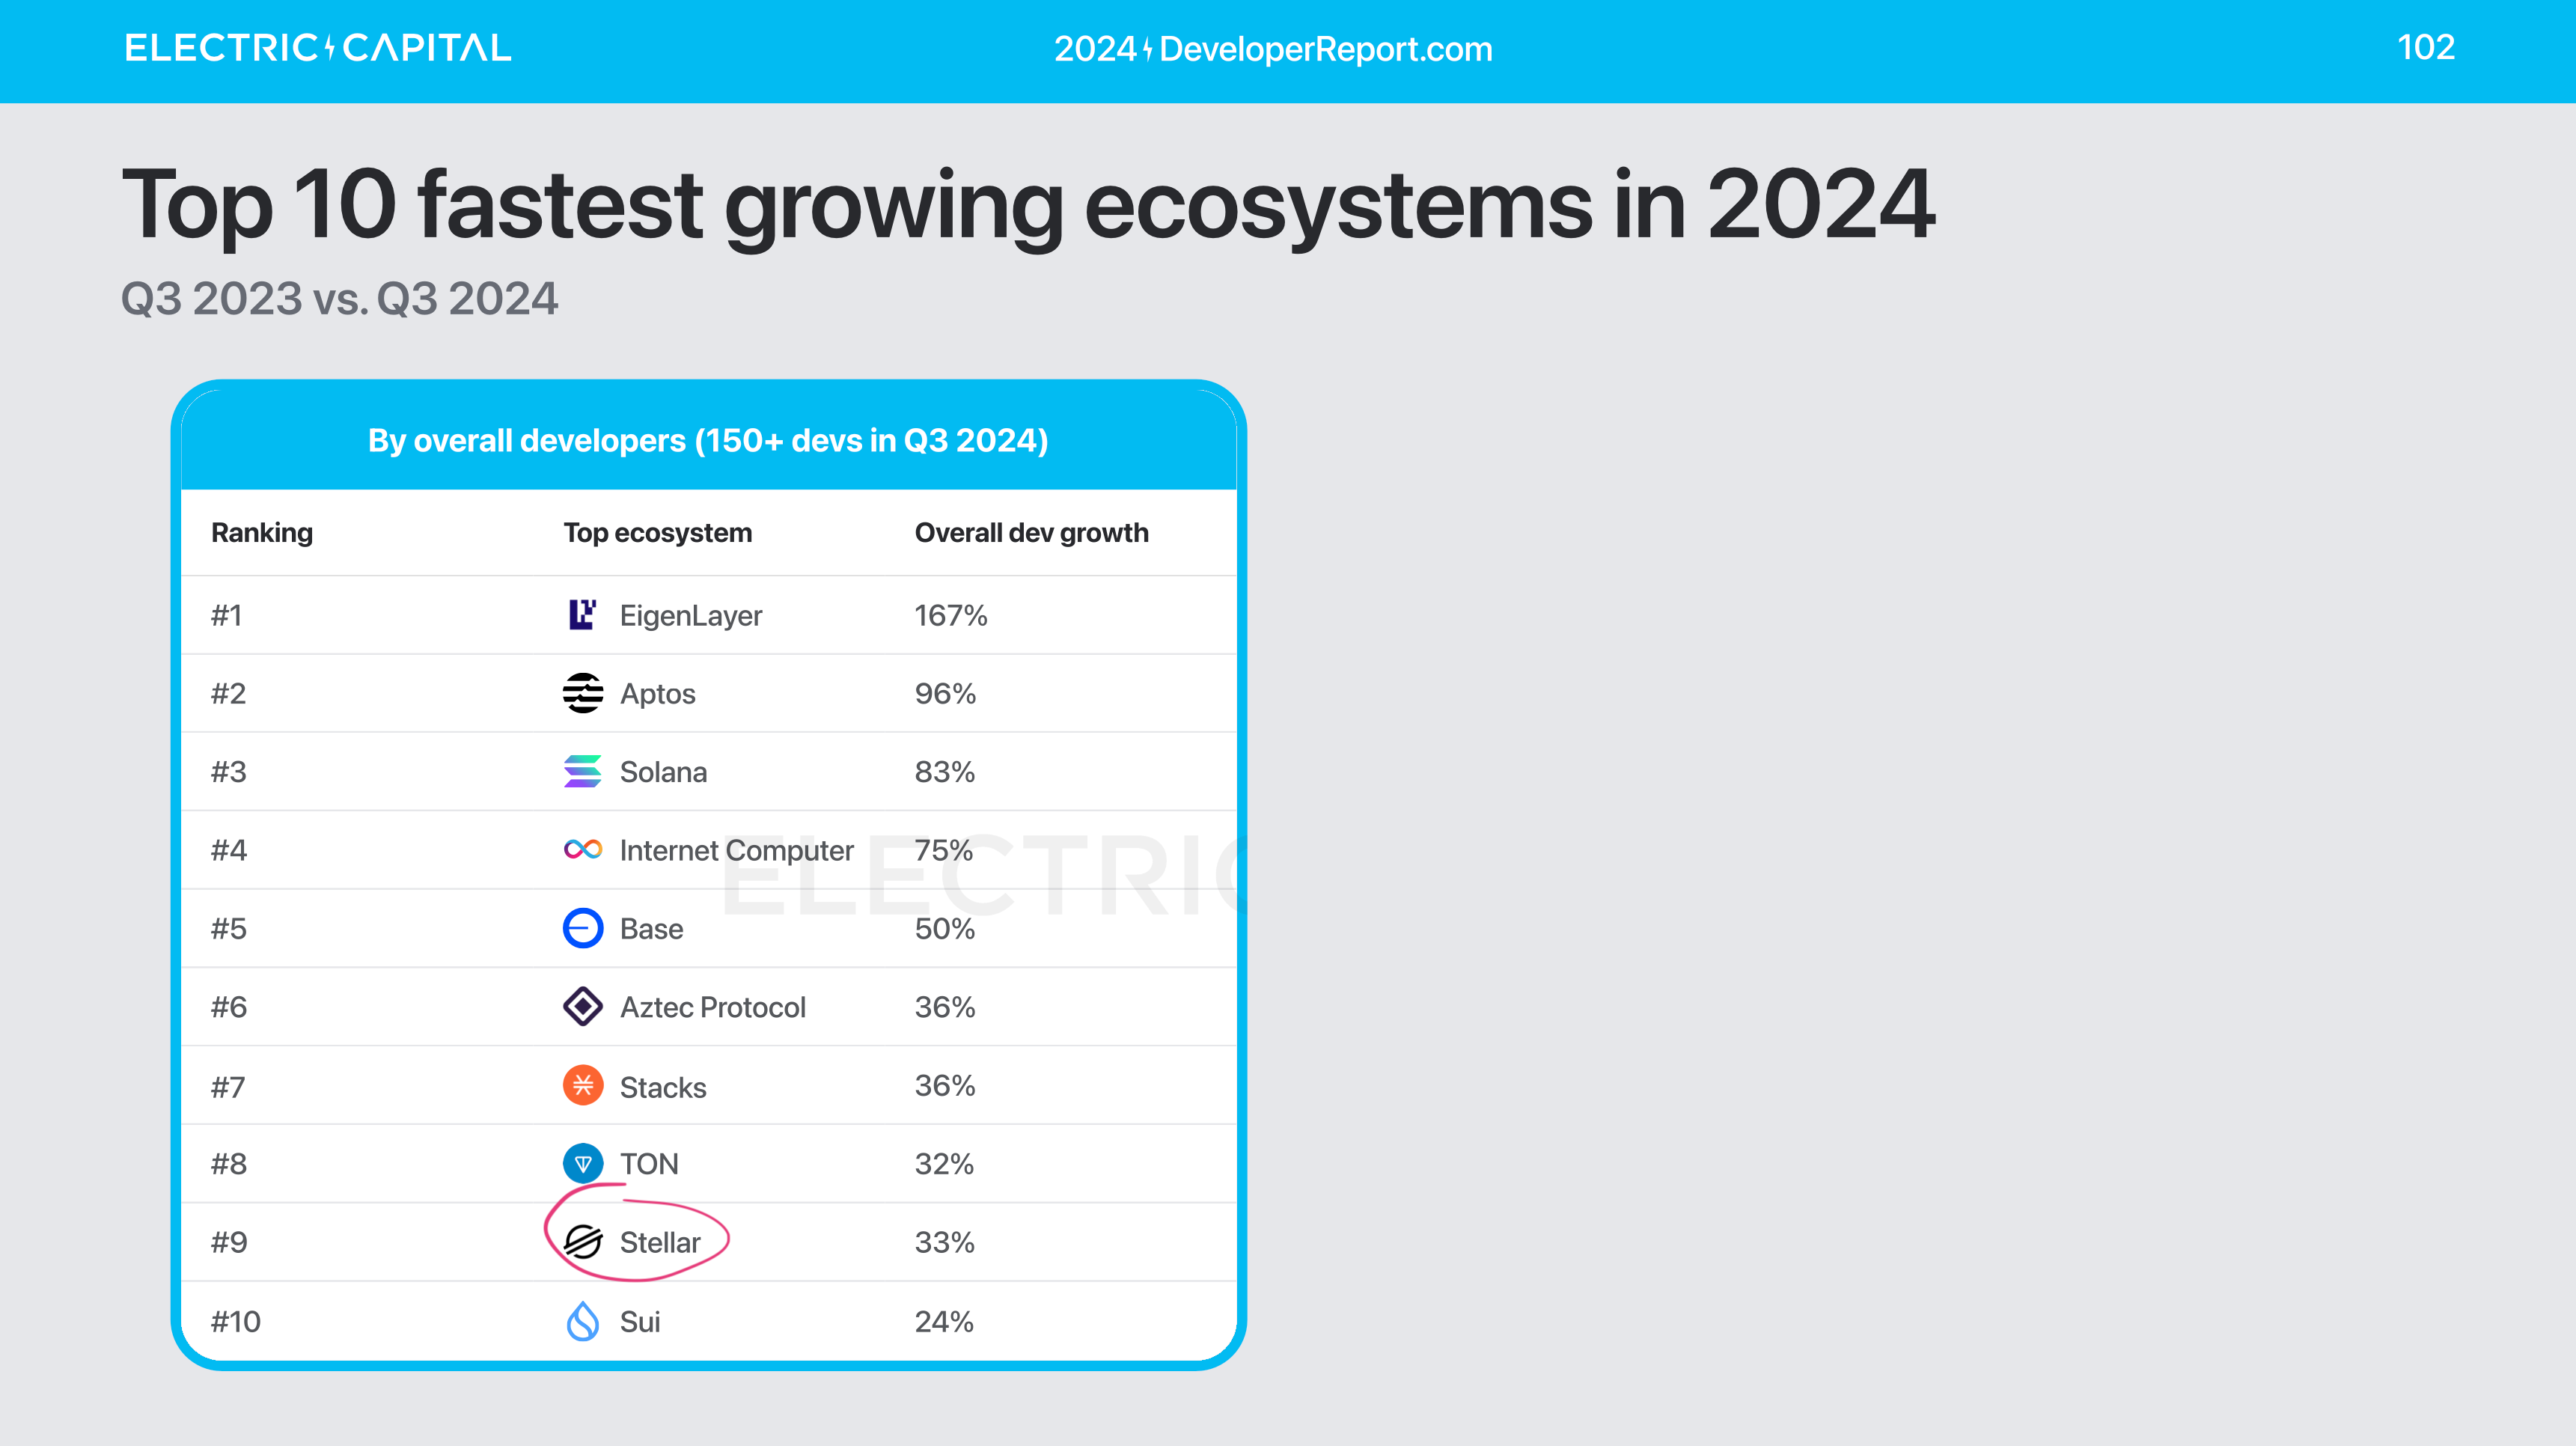 ELECTRIC CAPITAL
2024 DeveloperReport.com
102
Top 10 fastest growing ecosystems in 2024
Q3 2023 vs. Q3 2024
By overall developers (150+ devs in Q3 2024)
Ranking Top ecosystem Overall dev growth
#1 EigenLayer 167%
#2 Aptos 96%
#3 Solana 83%
#4 Internet Computer 75%
ELECTRIC
#5 Base 50%
#6 Aztec Protocol 36%
#7 Stacks 36%
#8 TON 32%
#9 Stellar 33%
#10 Sui 24%